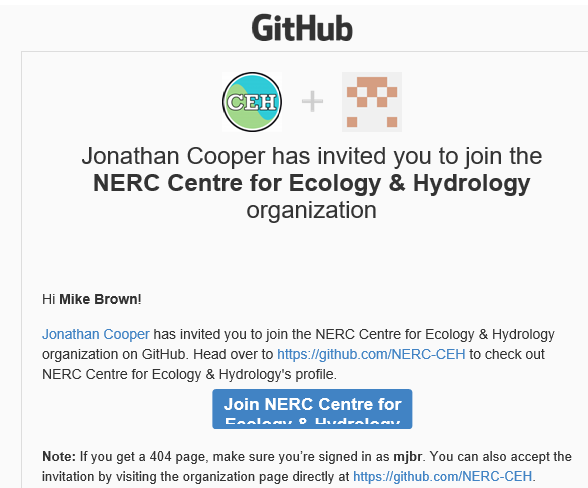 GitHub
CEH
Jonathan Cooper has invited you to join the
NERC Centre for Ecology & Hydrology
organization
Hi Mike Brown!
Jonathan Cooper has invited you to join the NERC Centre for Ecology & Hydrology
organization on GitHub. Head over to https://github.com/NERC-CEH to check out
NERC Centre for Ecology & Hydrology's profile.
Join NERC Centre for
Ecology & Hydrology
Note: If you get a 404 page, make sure you’re signed in as mjbr. You can also accept the
invitation by visiting the organization page directly at https://github.com/NERC-CEH.